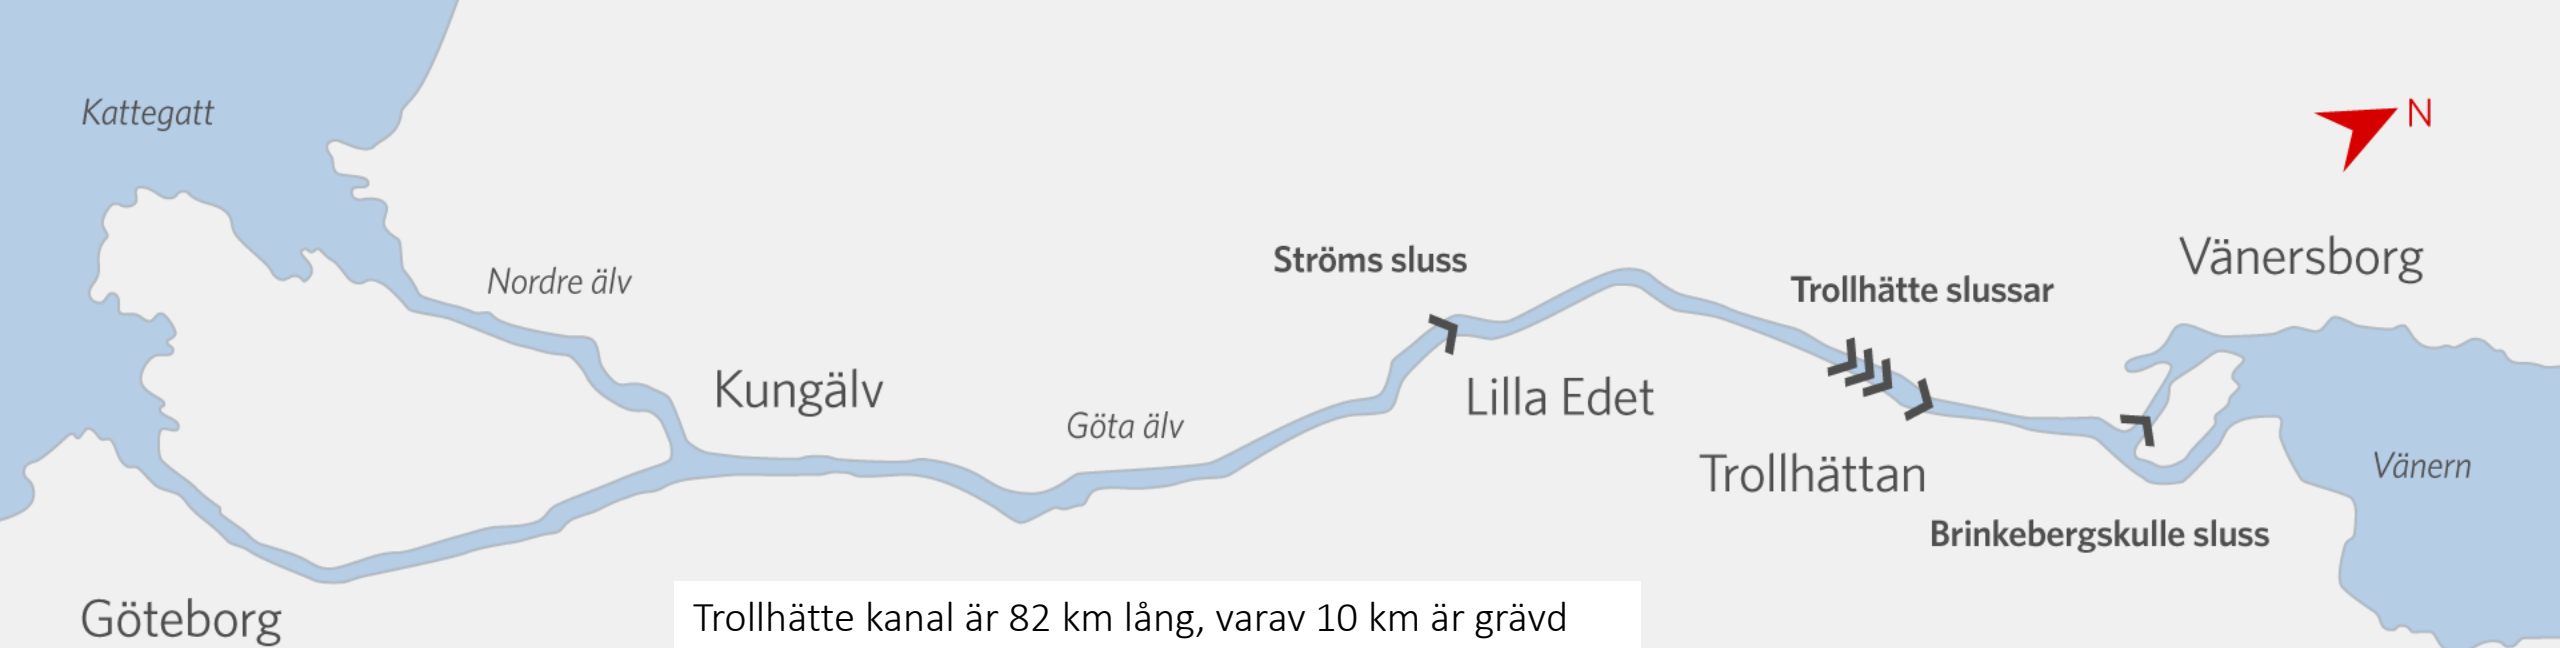 Kattegatt
N
Vänersborg
Ströms sluss
Nordre älv
Trollhätte slussar
Kungälv
Lilla Edet
Göta älv
Trollhättan
Vänern
Brinkebergskulle sluss
Göteborg
Trollhätte kanal är 82 km lång, varav 10 km är grävd